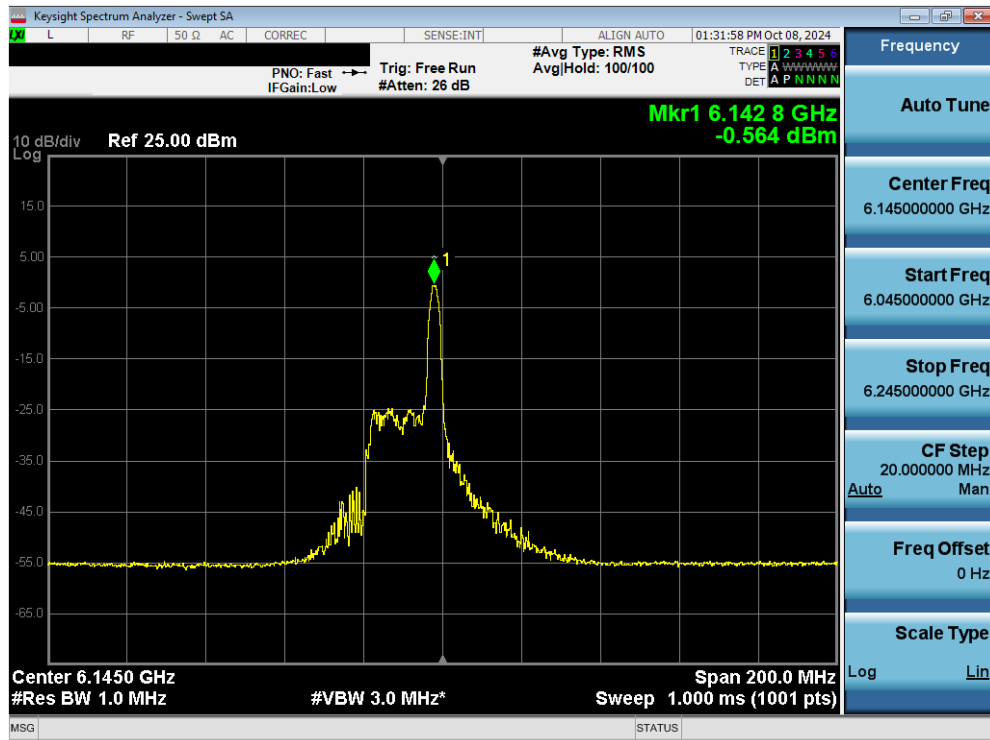 Keysight Spectrum Analyzer - Swept SA
LXI L RF 50 Ω AC CORREC SENSE:INT ALIGN AUTO 01:31:58 PM Oct 08, 2024
Frequency
#Avg Type: RMS TRACE 1 2 3 4 5 6
PNO: Fast Trig: Free Run Avg|Hold: 100/100 TYPE A WWWWW
IFGain:Low #Atten: 26 dB DET A P N N N N
Auto Tune
Mkr1 6.142 8 GHz
10 dB/div Ref 25.00 dBm -0.564 dBm
Log
15.0
5.00
-5.00
-15.0
-25.0
-35.0
-45.0
-55.0
-65.0
1
Center Freq
6.145000000 GHz
Start Freq
6.045000000 GHz
Stop Freq
6.245000000 GHz
CF Step
20.000000 MHz
Auto Man
Freq Offset
0 Hz
Scale Type
Log Lin
Center 6.1450 GHz Span 200.0 MHz
#Res BW 1.0 MHz #VBW 3.0 MHz* Sweep 1.000 ms (1001 pts)
MSG STATUS